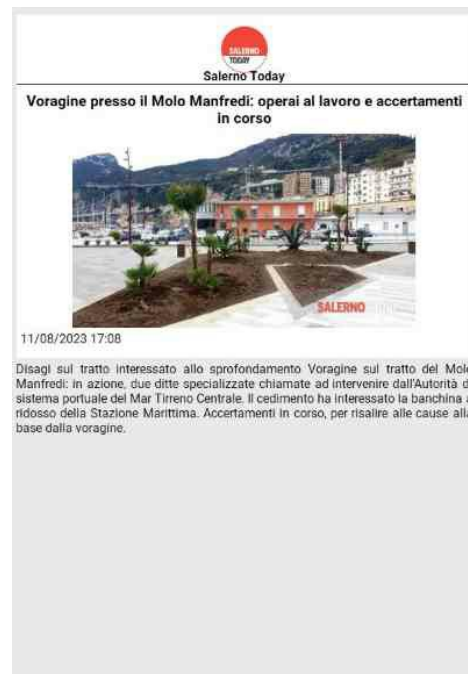 SALERNO
TODAY
Salerno Today
Voragine presso il Molo Manfredi: operai al lavoro e accertamenti
in corso
SALERNO
11/08/2023 17:08
Disagi sul tratto interessato allo sprofondamento Voragine sul tratto del Mol
Manfredi: in azione, due ditte specializzate chiamate ad intervenire dall'Autorità d
sistema portuale del Mar Tirreno Centrale. Il cedimento ha interessato la banchina a
ridosso della Stazione Marittima. Accertamenti in corso, per risalire alle cause alla
base dalla voragine.